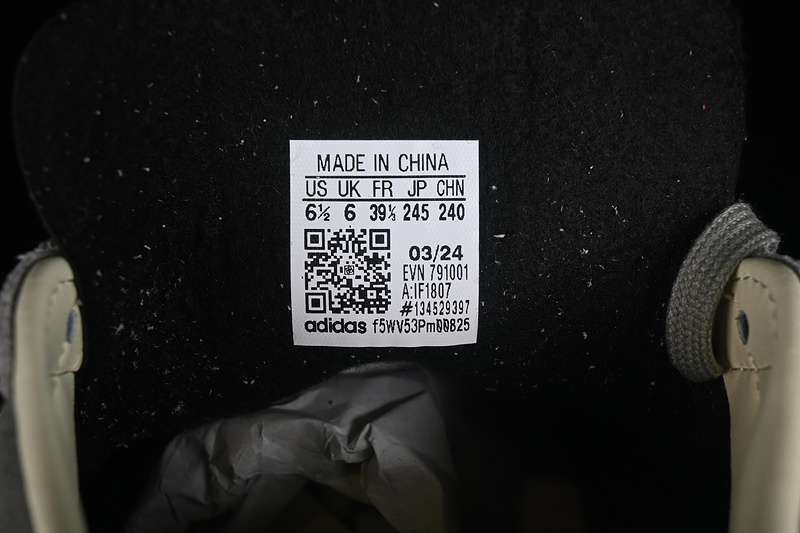 MADE IN CHINA
US UK FR JP CHN
6½ 6 39⅓ 245 240
03/24
EVN 791001
A:IF1807
#134529397
adidas f5WV53Pm00825